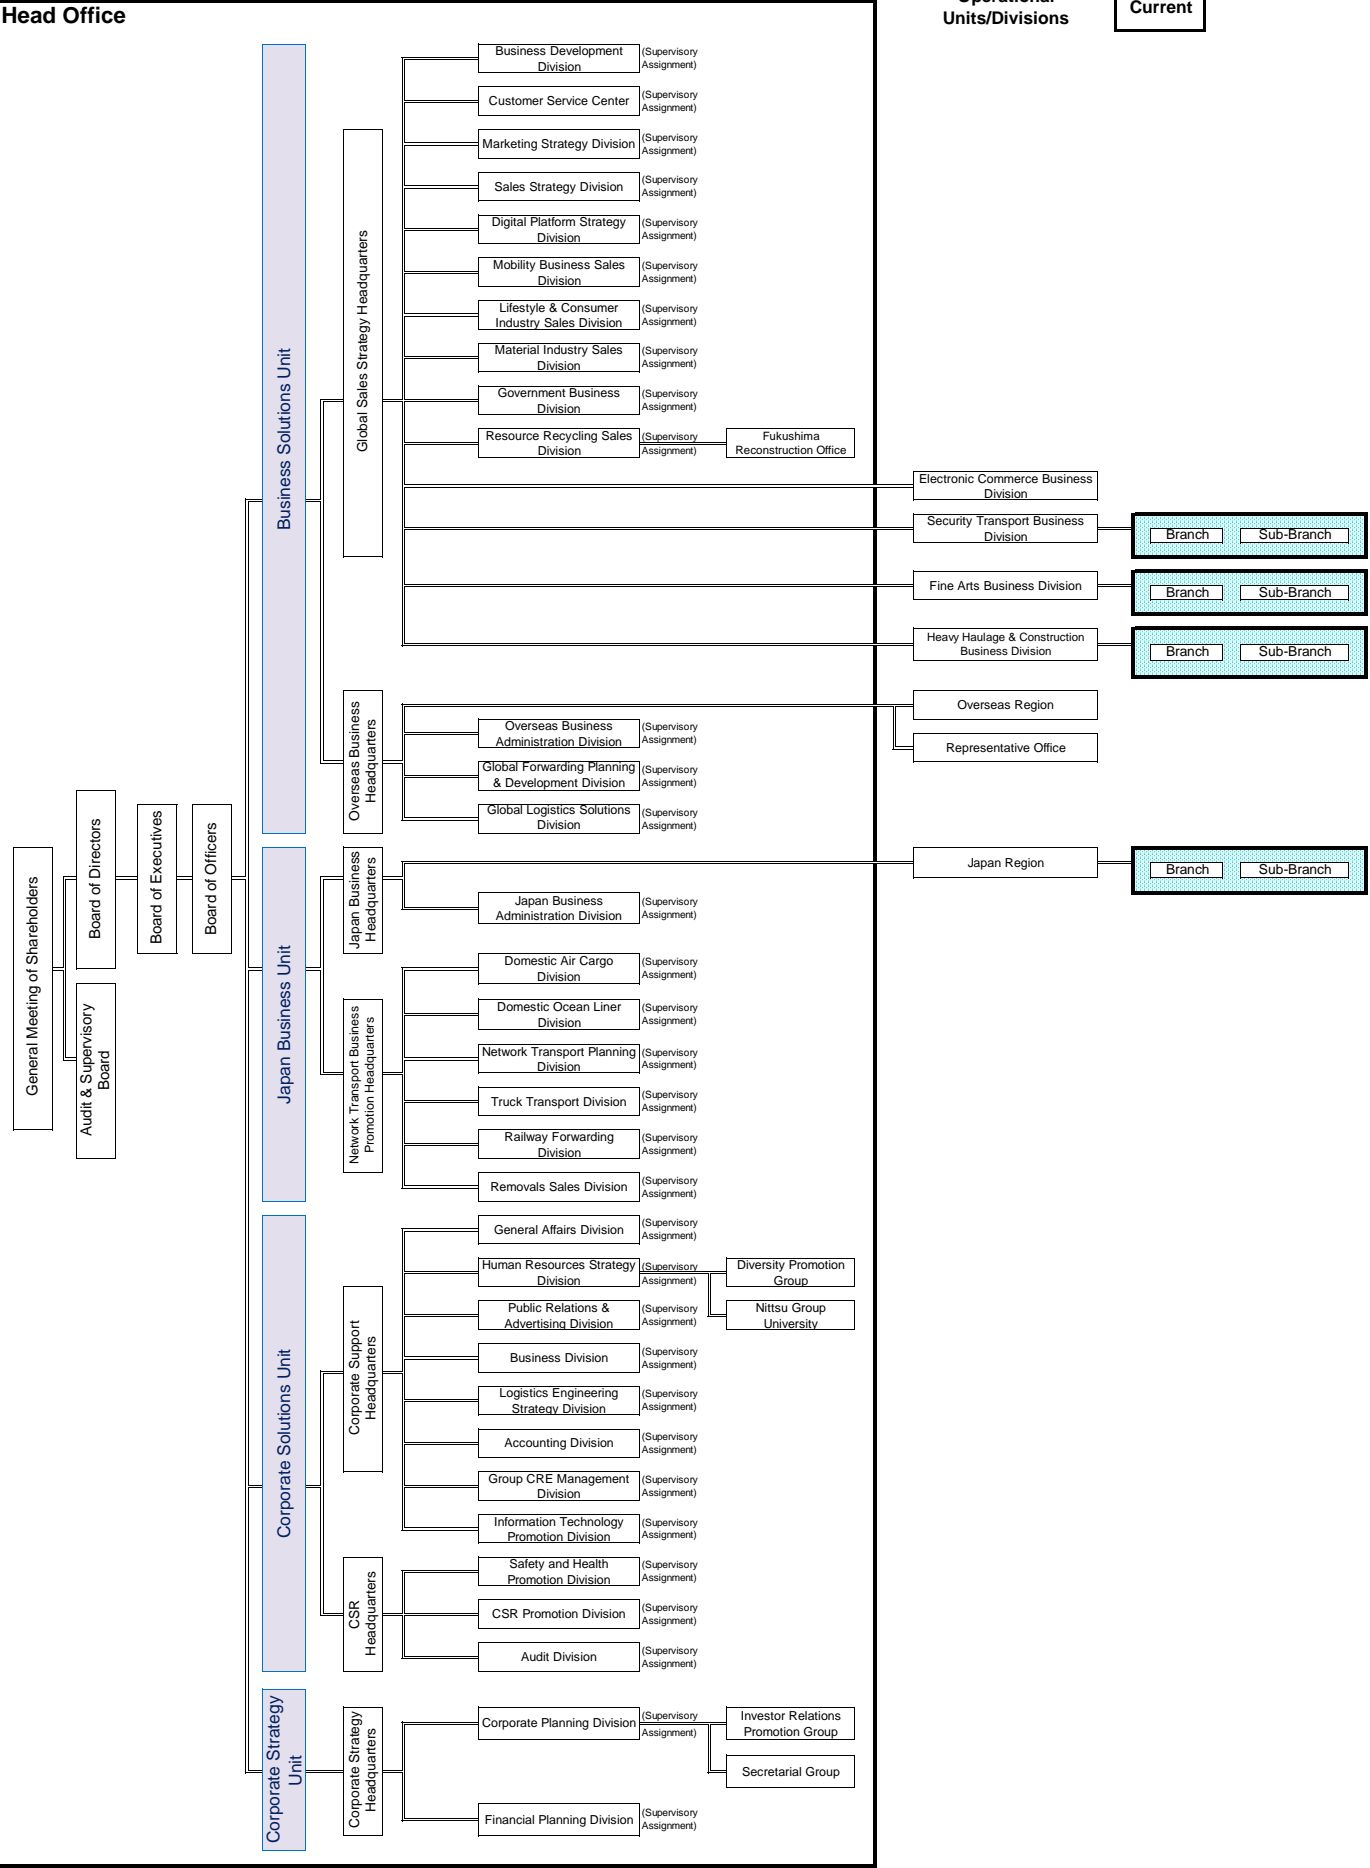 Head Office
Operational
Units/Divisions
Current
General Meeting of Shareholders
Board of Directors
Audit & Supervisory
Board
Board of Executives
Board of Officers
Business Solutions Unit
Global Sales Strategy Headquarters
Business Development
Division
(Supervisory
Assignment)
Customer Service Center
(Supervisory
Assignment)
Marketing Strategy Division
(Supervisory
Assignment)
Sales Strategy Division
(Supervisory
Assignment)
Digital Platform Strategy
Division
(Supervisory
Assignment)
Mobility Business Sales
Division
(Supervisory
Assignment)
Lifestyle & Consumer
Industry Sales Division
(Supervisory
Assignment)
Material Industry Sales
Division
(Supervisory
Assignment)
Government Business
Division
(Supervisory
Assignment)
Resource Recycling Sales
Division
(Supervisory
Assignment)
Fukushima
Reconstruction Office
Electronic Commerce Business
Division
Security Transport Business
Division
Branch
Sub-Branch
Fine Arts Business Division
Branch
Sub-Branch
Heavy Haulage & Construction
Business Division
Branch
Sub-Branch
Overseas Business
Headquarters
Overseas Region
Representative Office
Overseas Business
Administration Division
(Supervisory
Assignment)
Global Forwarding Planning
& Development Division
(Supervisory
Assignment)
Global Logistics Solutions
Division
(Supervisory
Assignment)
Japan Business Unit
Japan Business
Headquarters
Japan Region
Branch
Sub-Branch
Japan Business
Administration Division
(Supervisory
Assignment)
Network Transport Business
Promotion Headquarters
Domestic Air Cargo
Division
(Supervisory
Assignment)
Domestic Ocean Liner
Division
(Supervisory
Assignment)
Network Transport Planning
Division
(Supervisory
Assignment)
Truck Transport Division
(Supervisory
Assignment)
Railway Forwarding
Division
(Supervisory
Assignment)
Removals Sales Division
(Supervisory
Assignment)
Corporate Solutions Unit
Corporate Support
Headquarters
General Affairs Division
(Supervisory
Assignment)
Human Resources Strategy
Division
(Supervisory
Assignment)
Diversity Promotion
Group
Nittsu Group
University
Public Relations &
Advertising Division
(Supervisory
Assignment)
Business Division
(Supervisory
Assignment)
Logistics Engineering
Strategy Division
(Supervisory
Assignment)
Accounting Division
(Supervisory
Assignment)
Group CRE Management
Division
(Supervisory
Assignment)
Information Technology
Promotion Division
(Supervisory
Assignment)
CSR
Headquarters
Safety and Health
Promotion Division
(Supervisory
Assignment)
CSR Promotion Division
(Supervisory
Assignment)
Audit Division
(Supervisory
Assignment)
Corporate Strategy
Unit
Corporate Strategy
Headquarters
Corporate Planning Division
(Supervisory
Assignment)
Investor Relations
Promotion Group
Secretarial Group
Financial Planning Division
(Supervisory
Assignment)